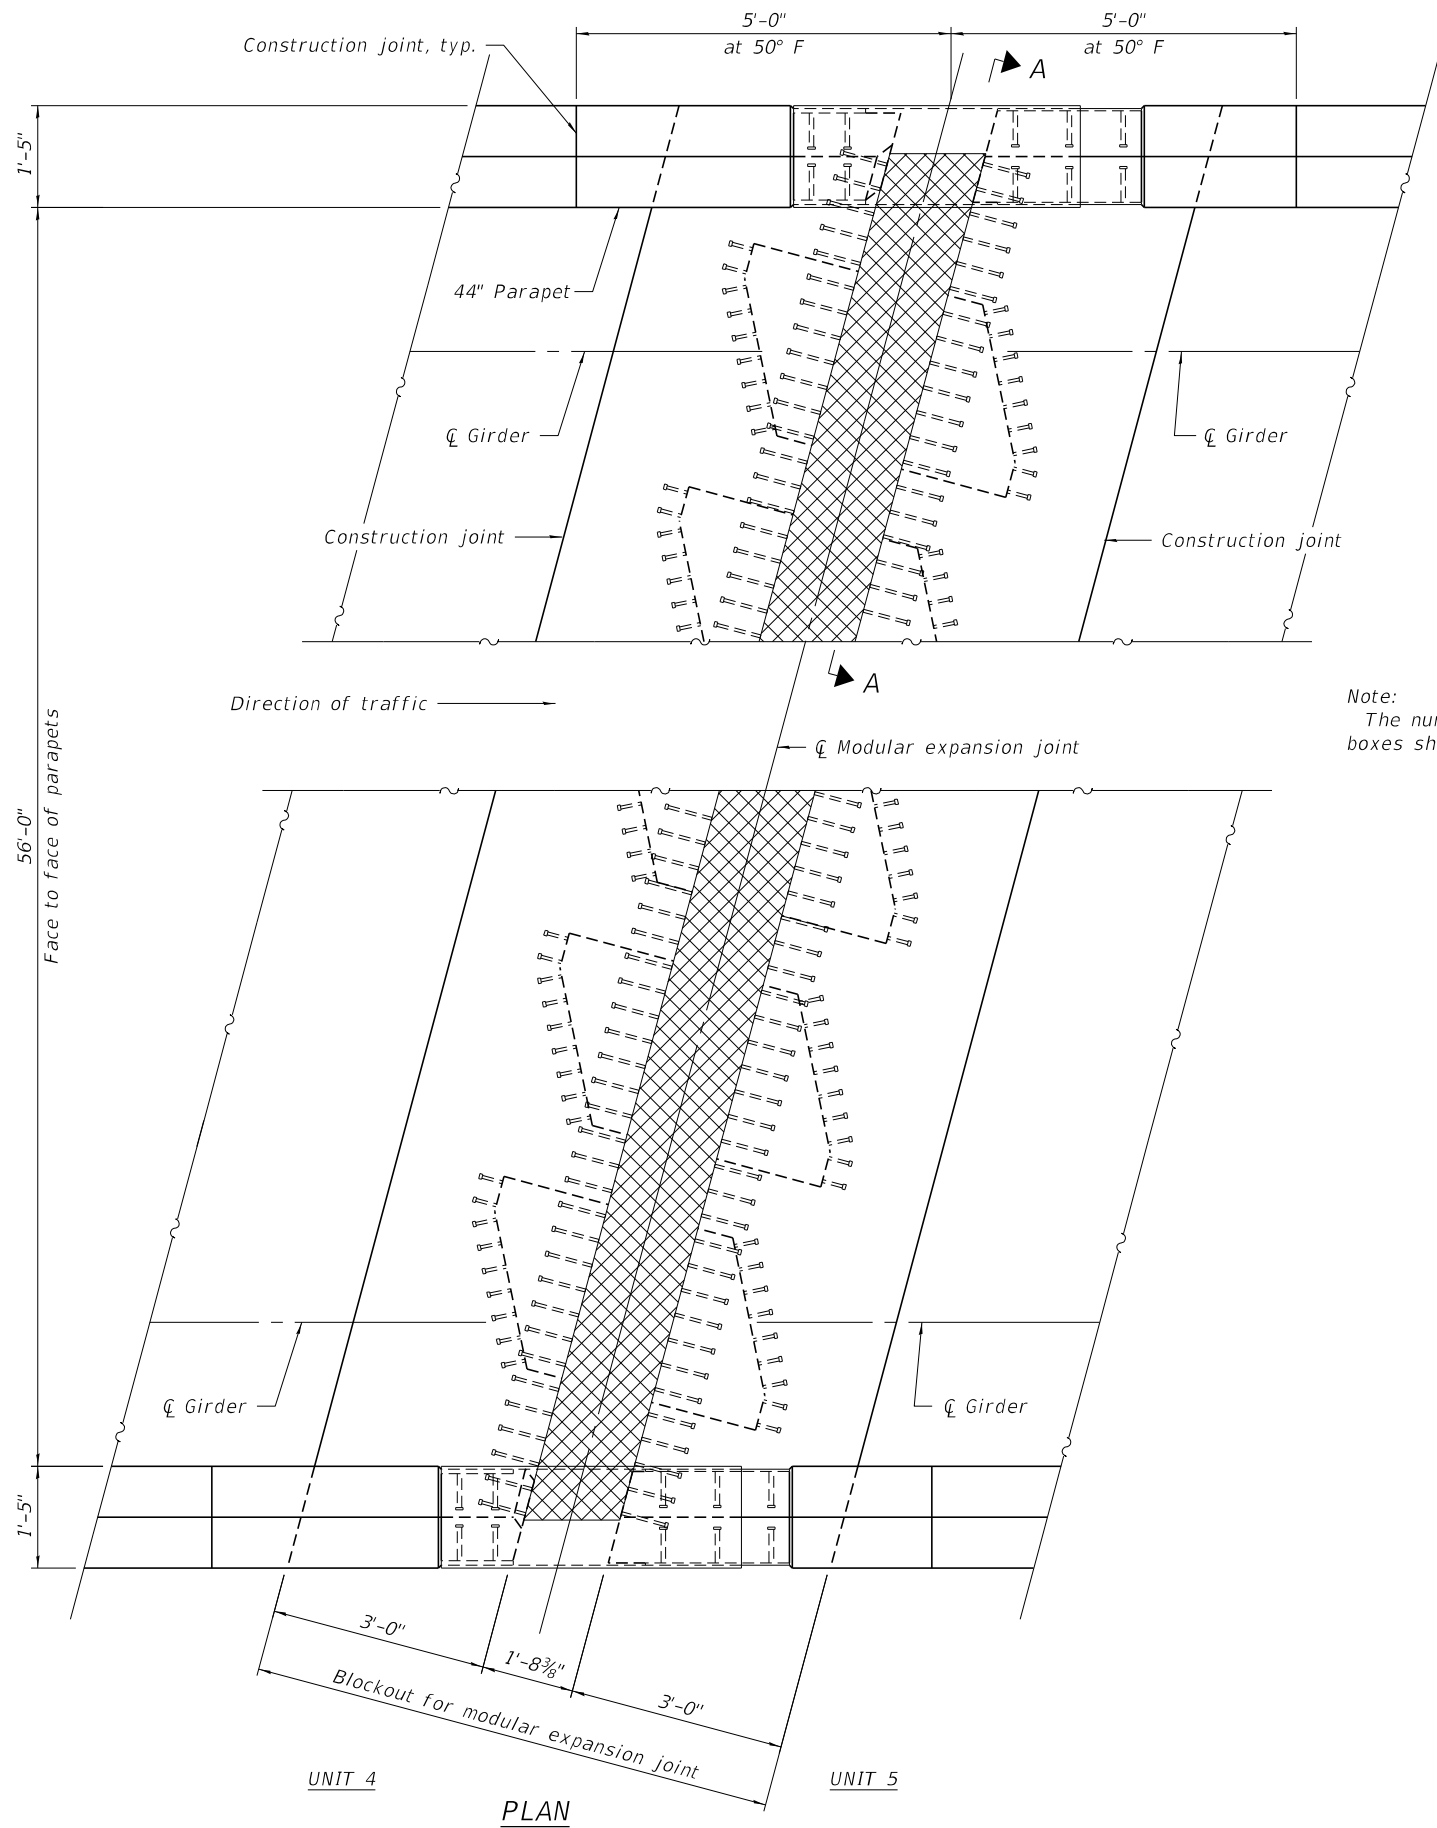 5'-0"
5'-0"
at 50° F
at 50° F
Construction joint, typ.
A
1'-5"
44" Parapet
℄ Girder
℄ Girder
Construction joint
Construction joint
A
Direction of traffic
Note:
The
boxes
℄ Modular expansion joint
56'-0"
Face to face of parapets
℄ Girder
℄ Girder
1'-5"
3'-0"
1'-8⅜"
3'-0"
Blockout for modular expansion joint
UNIT 4
UNIT 5
PLAN